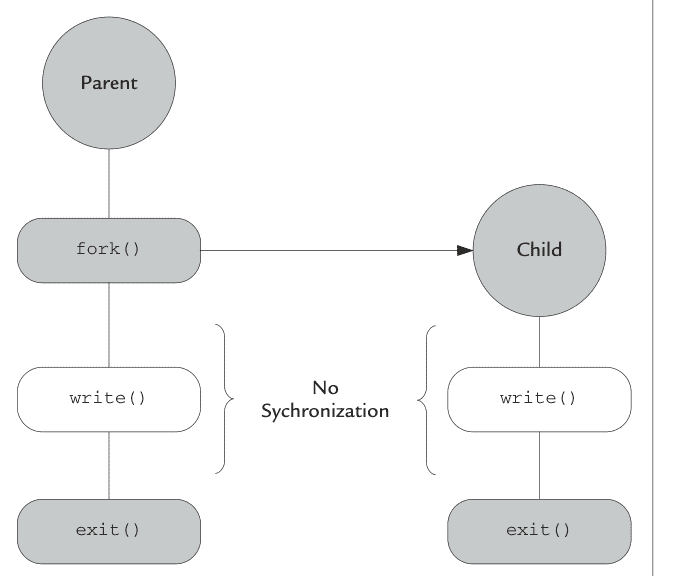 Parent
fork()
Child
write()
No
Sychronization
write()
exit()
exit()